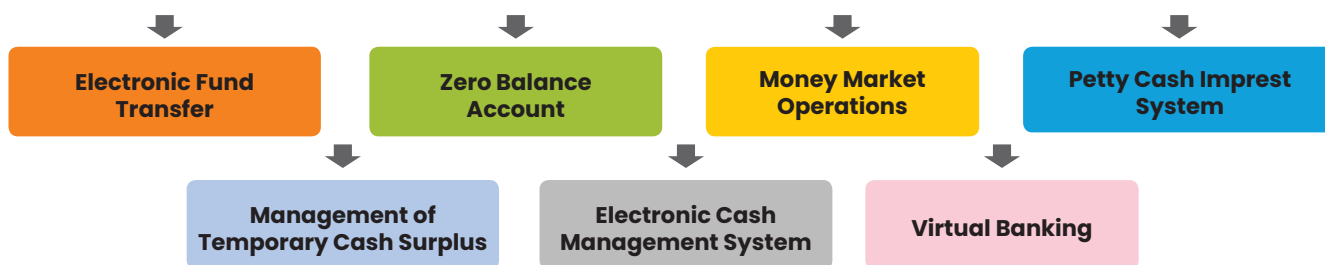 Electronic Fund
Transfer
Zero Balance
Account
Money Market
Operations
Petty Cash Imprest
System
Management of
Temporary Cash Surplus
Electronic Cash
Management System
Virtual Banking